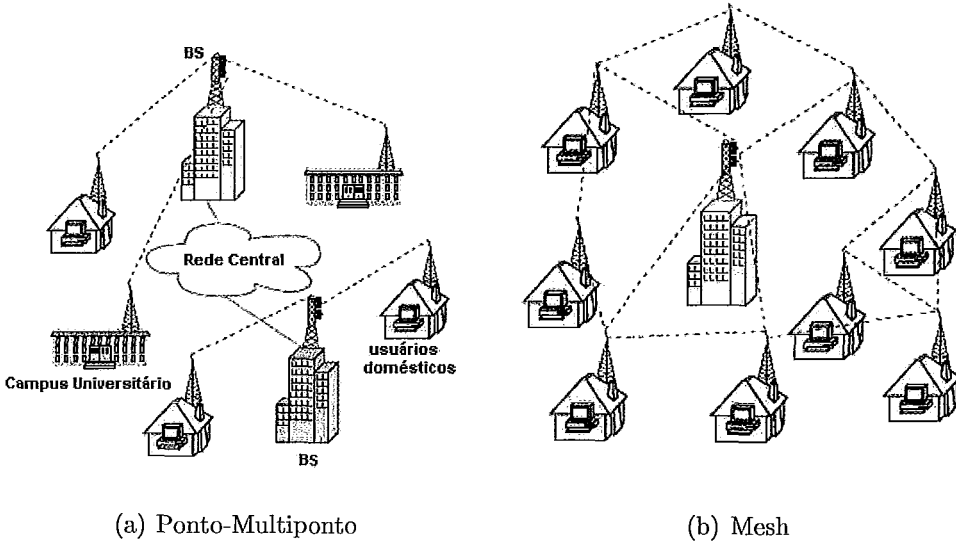 BS
Rede Central
usuários
domésticos
Campus Universitário
BS
(a) Ponto-Multiponto
(b) Mesh